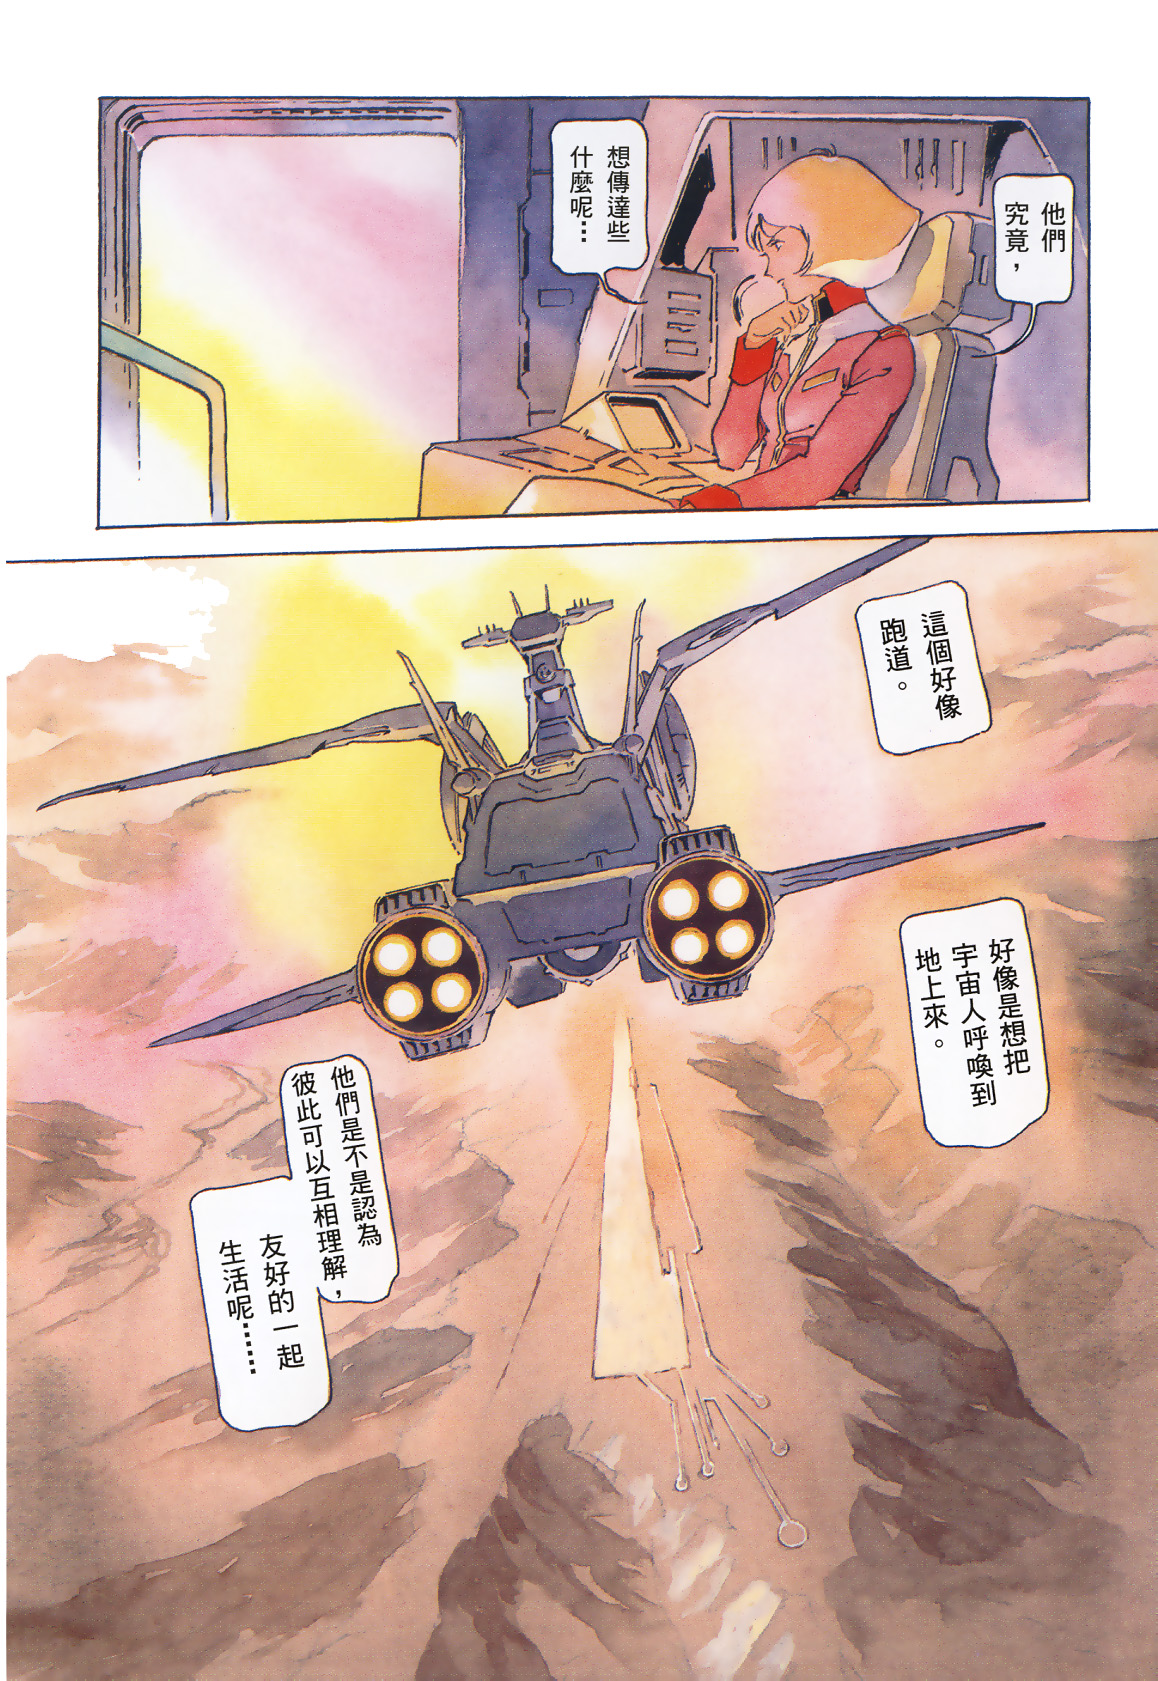 他們
究竟，
想傳達些
什麼呢⋯
這個好像
跑道。
好像是想把
宇宙人呼喚到
地上來。
他們是不是認為
彼此可以互相理解，
友好的一起
生活呢⋯⋯